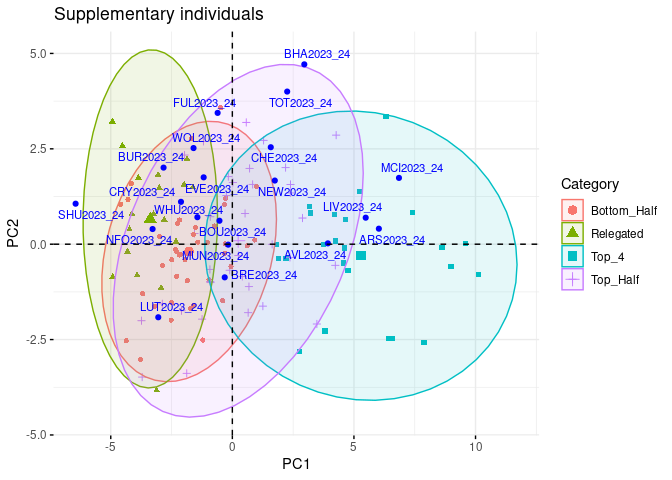 Supplementary individuals
5.0
2.5
0.0
-2.5
-5.0
PC2
BHA2023_24
TOT2023_24
FUL2023_24
WOL2023_24
CHE2023_24
BUR2023_24
MCI2023_24
EVE2023_24
CRY2023_24
NEW2023_24
SHU2023_24
WHU2023_24
LIV2023_24
BOU2023_24
NFO2023_24
ARS2023_24
MUN2023_24
AVL2023_24
BRE2023_24
LUT2023_24
-5
0
5
10
PC1
Category
Bottom_Half
Relegated
Top_4
Top_Half